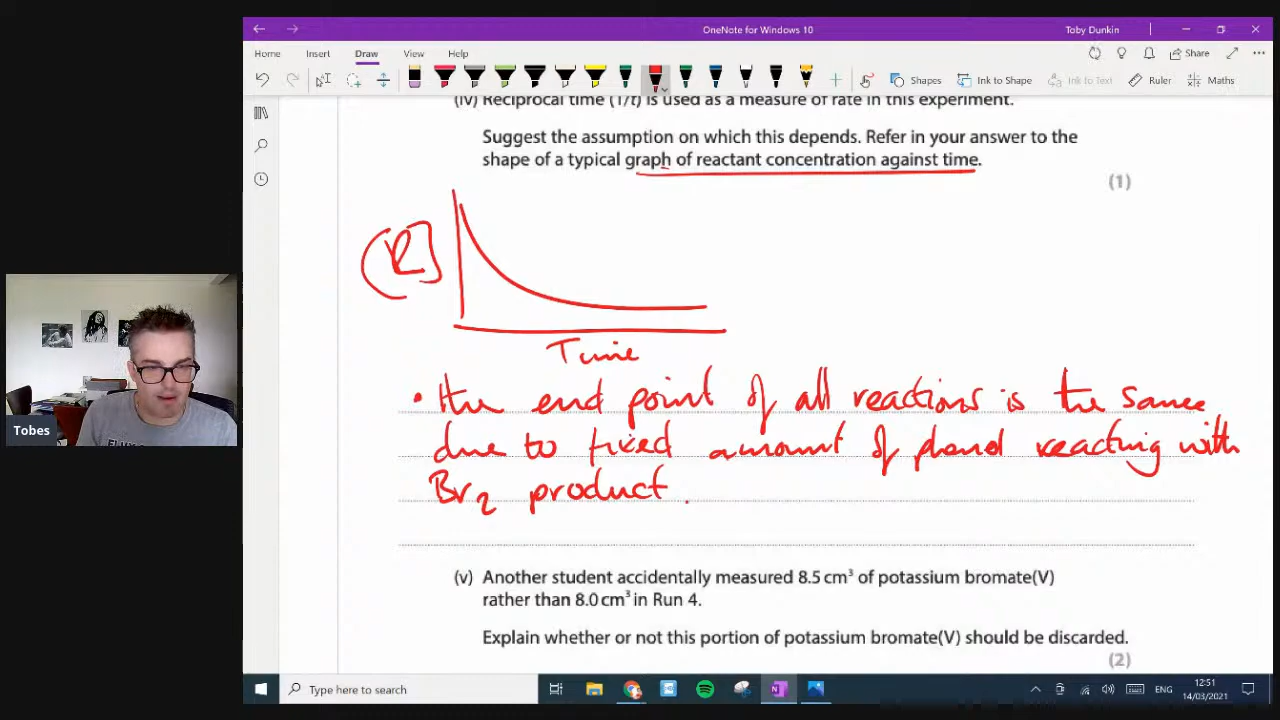 OneNote for Windows 10
Toby Dunkin
Home Insert Draw View Help
Share
Shapes Ink to Shape Ink to Text Ruler Maths
(iv) Reciprocal time (1/t) is used as a measure of rate in this experiment.
Suggest the assumption on which this depends. Refer in your answer to the
shape of a typical graph of reactant concentration against time.
(1)
[R]
Time
• the end point of all reactions is the same
due to fixed amount of phenol reacting with
Br2 product.
Tobes
(v) Another student accidentally measured 8.5 cm³ of potassium bromate(V)
rather than 8.0 cm³ in Run 4.
Explain whether or not this portion of potassium bromate(V) should be discarded.
(2)
Type here to search
ENG
12:51
14/03/2021